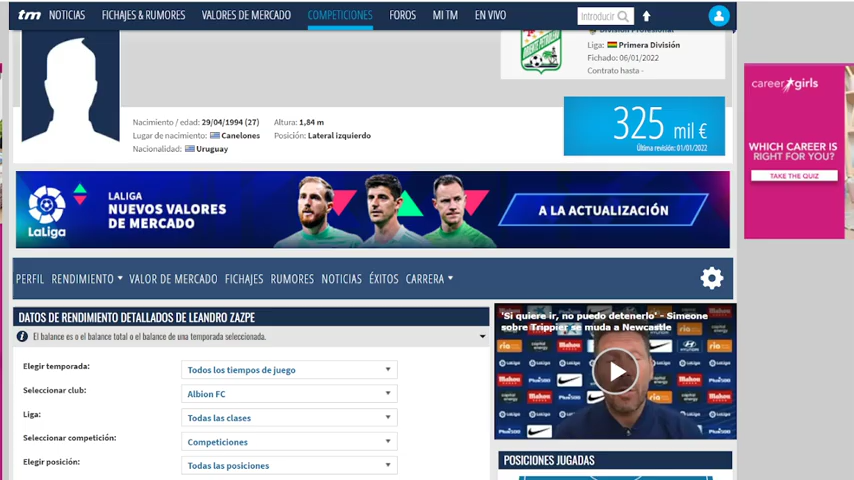 tm NOTICIAS FICHAJES & RUMORES VALORES DE MERCADO COMPETICIONES FOROS MI TM EN VIVO Introducir
División Profesional
Liga: Primera División
Fichado: 06/01/2022
Contrato hasta -
Nacimiento / edad: 29/04/1994 (27) Altura: 1,84 m
Lugar de nacimiento: Canelones Posición: Lateral izquierdo
Nacionalidad: Uruguay
325 mil €
Última revisión: 01/01/2022
career girls
WHICH CAREER IS
RIGHT FOR YOU?
TAKE THE QUIZ
LaLiga
LALIGA
NUEVOS VALORES
DE MERCADO
A LA ACTUALIZACIÓN
PERFIL RENDIMIENTO VALOR DE MERCADO FICHAJES RUMORES NOTICIAS ÉXITOS CARRERA
DATOS DE RENDIMIENTO DETALLADOS DE LEANDRO ZAZPE
El balance es o el balance total o el balance de una temporada seleccionada.
Elegir temporada: Todos los tiempos de juego
Seleccionar club: Albion FC
Liga: Todas las clases
Seleccionar competición: Competiciones
Elegir posición: Todas las posiciones
'Si quiere ir, no puedo detenerlo' - Simeone
sobre Trippier se muda a Newcastle
POSICIONES JUGADAS